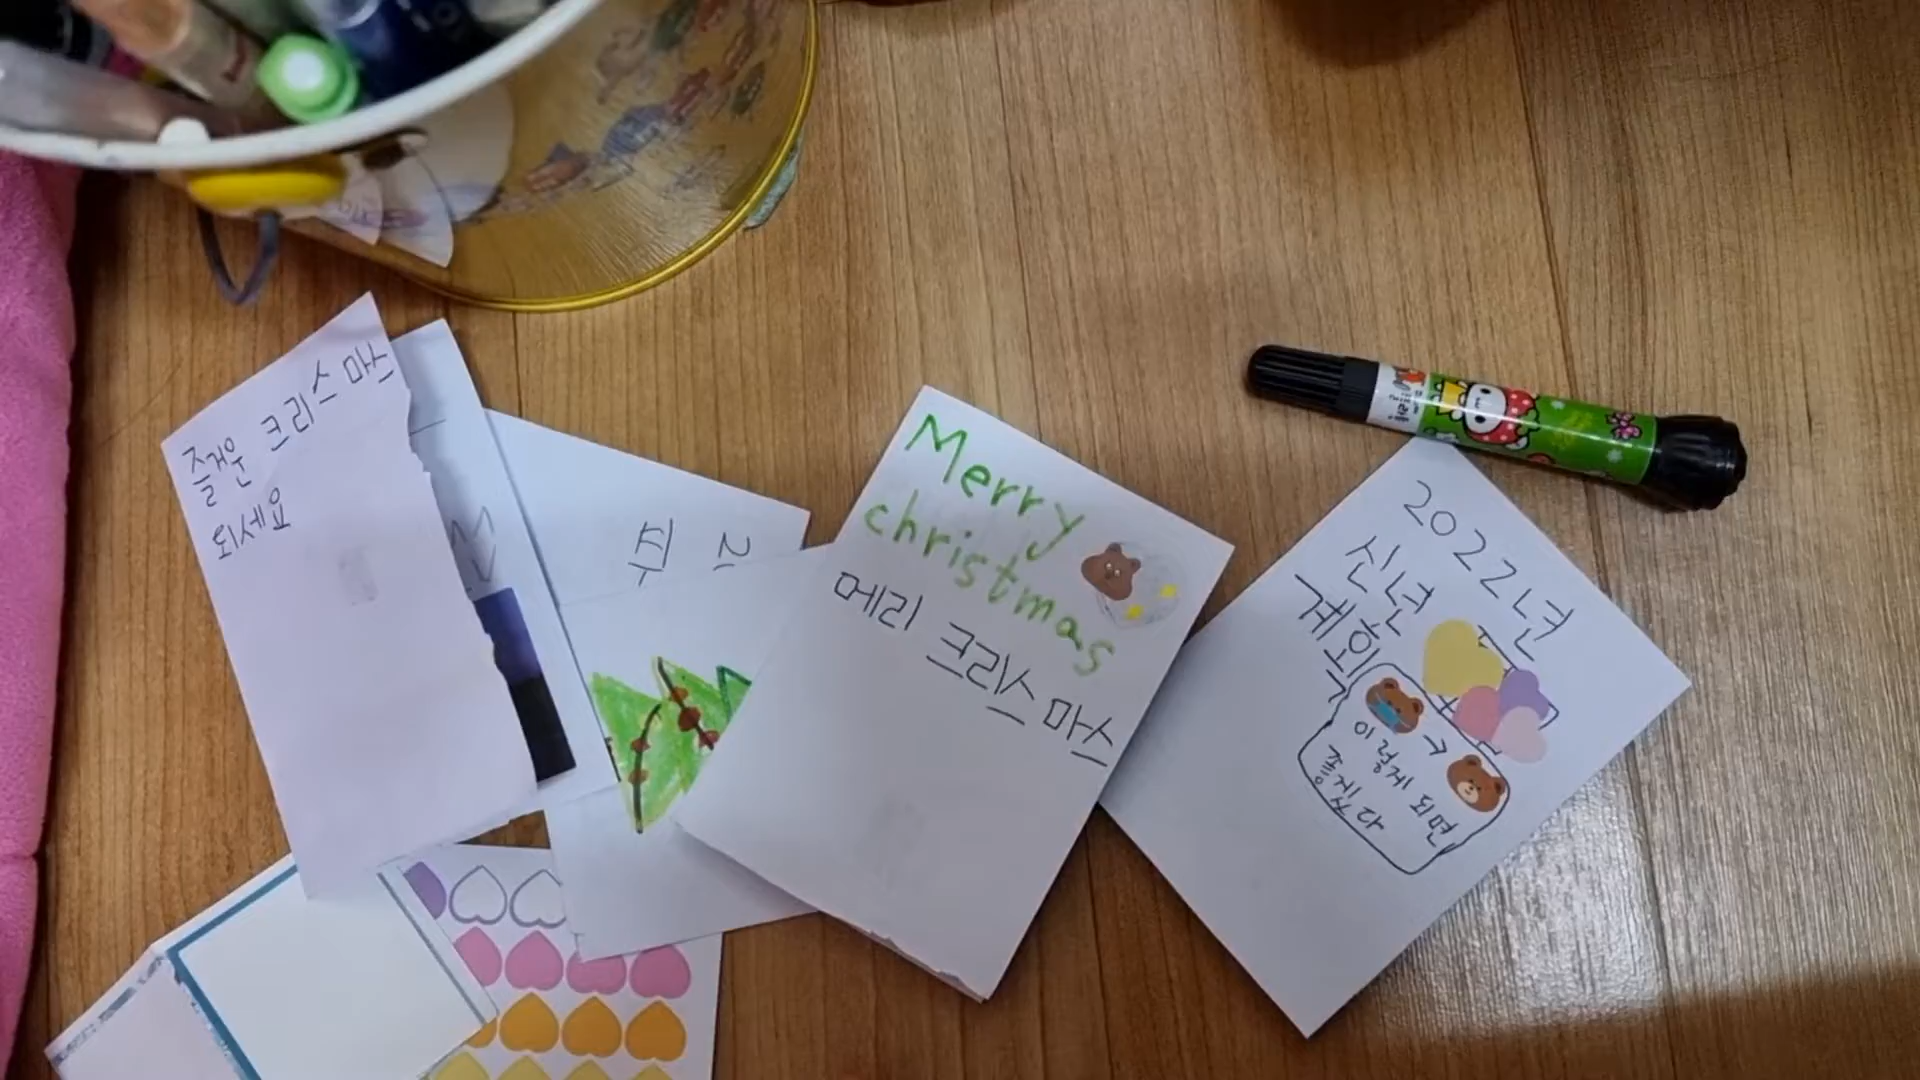 즐거운 크리스마스
되세요
Merry
christmas
메리 크리스마스
2022년
신년
계획
이렇게 되면
좋겠다